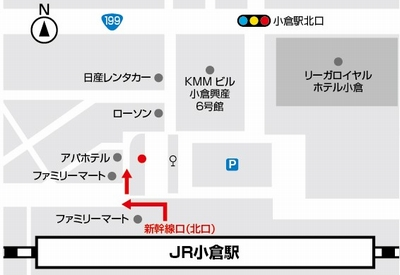 N
199
小倉駅北口
日産レンタカー
KMMビル
小倉興産
6号館
リーガロイヤル
ホテル小倉
ローソン
アパホテル
ファミリーマート
P
ファミリーマート
新幹線口(北口)
JR小倉駅